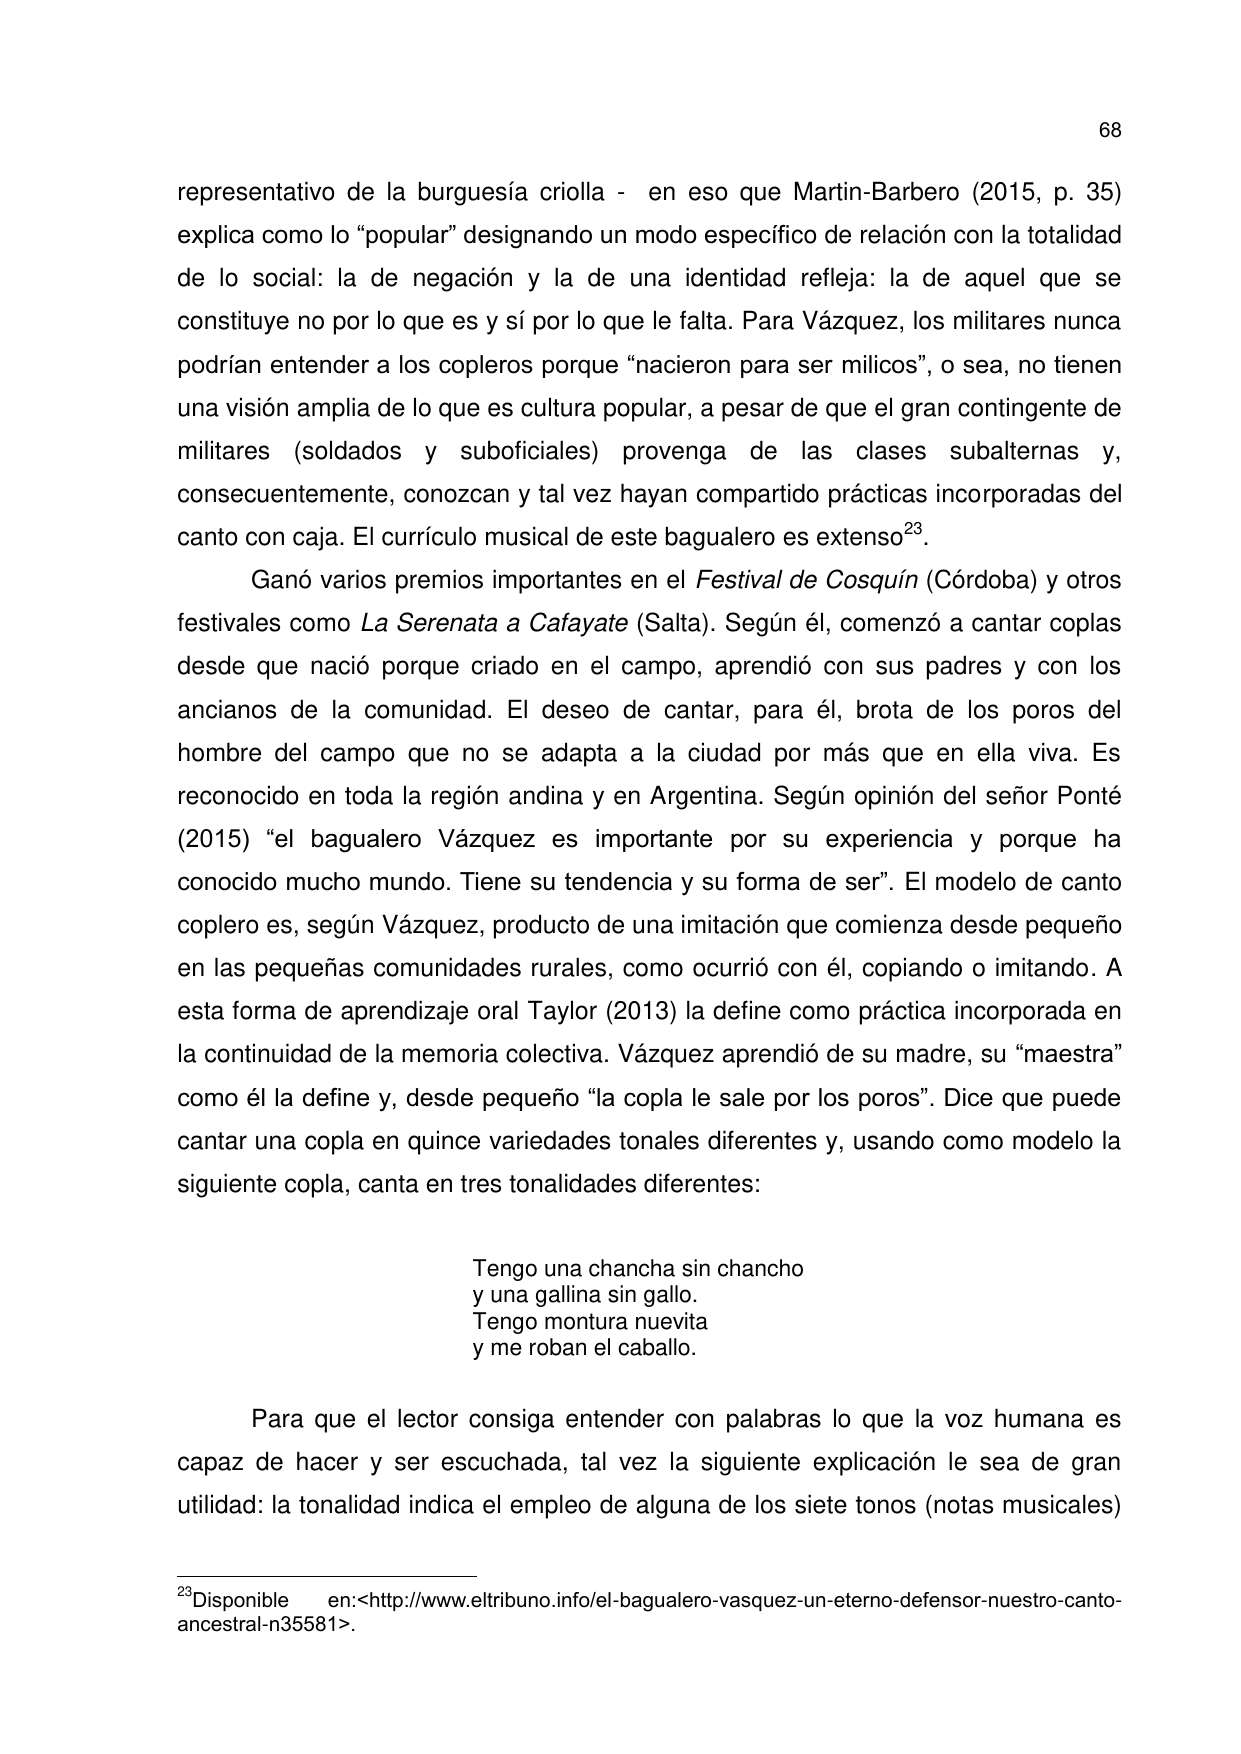 68
representativo de la burguesía criolla - en eso que Martin-Barbero (2015, p. 35)
explica como lo “popular” designando un modo específico de relación con la totalidad
de lo social: la de negación y la de una identidad refleja: la de aquel que se
constituye no por lo que es y sí por lo que le falta. Para Vázquez, los militares nunca
podrían entender a los copleros porque “nacieron para ser milicos”, o sea, no tienen
una visión amplia de lo que es cultura popular, a pesar de que el gran contingente de
militares (soldados y suboficiales) provenga de las clases subalternas y,
consecuentemente, conozcan y tal vez hayan compartido prácticas incorporadas del
canto con caja. El currículo musical de este bagualero es extenso23.
Ganó varios premios importantes en el Festival de Cosquín (Córdoba) y otros
festivales como La Serenata a Cafayate (Salta). Según él, comenzó a cantar coplas
desde que nació porque criado en el campo, aprendió con sus padres y con los
ancianos de la comunidad. El deseo de cantar, para él, brota de los poros del
hombre del campo que no se adapta a la ciudad por más que en ella viva. Es
reconocido en toda la región andina y en Argentina. Según opinión del señor Ponté
(2015) “el bagualero Vázquez es importante por su experiencia y porque ha
conocido mucho mundo. Tiene su tendencia y su forma de ser”. El modelo de canto
coplero es, según Vázquez, producto de una imitación que comienza desde pequeño
en las pequeñas comunidades rurales, como ocurrió con él, copiando o imitando. A
esta forma de aprendizaje oral Taylor (2013) la define como práctica incorporada en
la continuidad de la memoria colectiva. Vázquez aprendió de su madre, su “maestra”
como él la define y, desde pequeño “la copla le sale por los poros”. Dice que puede
cantar una copla en quince variedades tonales diferentes y, usando como modelo la
siguiente copla, canta en tres tonalidades diferentes:
Tengo una chancha sin chancho
y una gallina sin gallo.
Tengo montura nuevita
y me roban el caballo.
Para que el lector consiga entender con palabras lo que la voz humana es
capaz de hacer y ser escuchada, tal vez la siguiente explicación le sea de gran
utilidad: la tonalidad indica el empleo de alguna de los siete tonos (notas musicales)
23Disponible en:<http://www.eltribuno.info/el-bagualero-vasquez-un-eterno-defensor-nuestro-canto-
ancestral-n35581>.